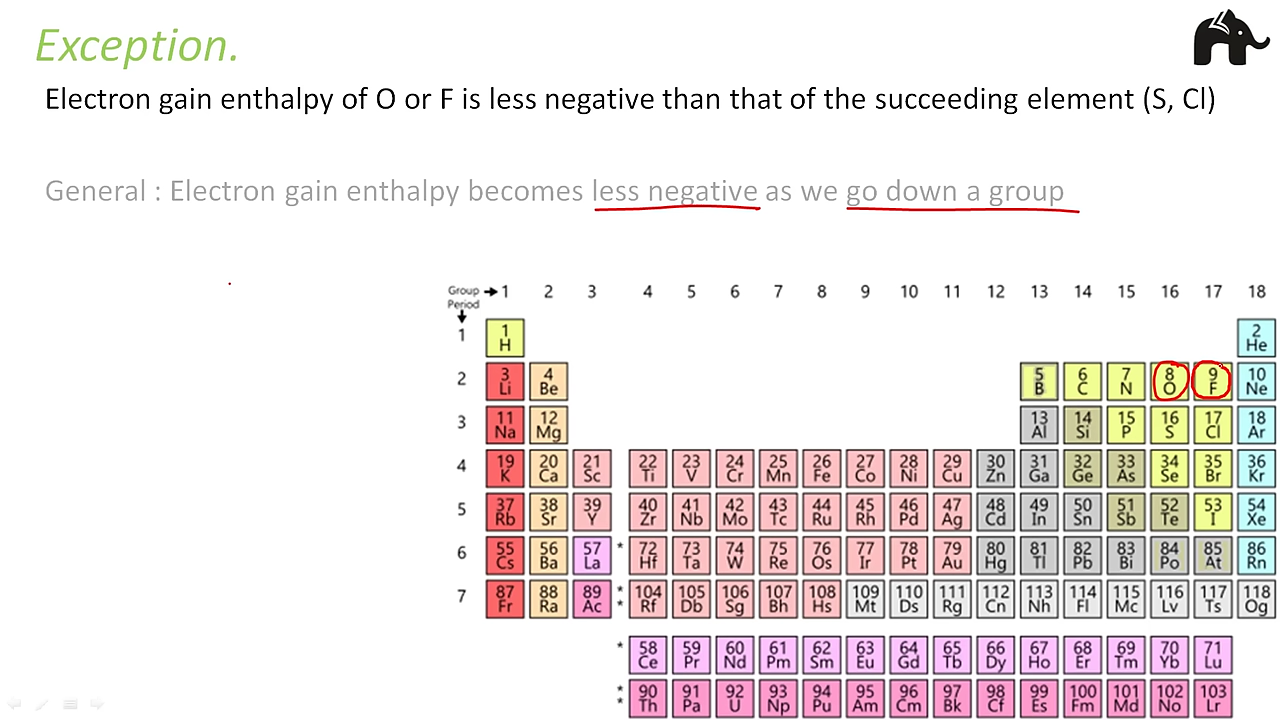 Exception.
Electron gain enthalpy of O or F is less negative than that of the succeeding element (S, Cl)
General : Electron gain enthalpy becomes less negative as we go down a group
Group 1 2 3 4 5 6 7 8 9 10 11 12 13 14 15 16 17 18
Period
1 1 2
H He
2 3 4 5 6 7 8 9 10
Li Be B C N O F Ne
3 11 12 13 14 15 16 17 18
Na Mg Al Si P S Cl Ar
4 19 20 21 22 23 24 25 26 27 28 29 30 31 32 33 34 35 36
K Ca Sc Ti V Cr Mn Fe Co Ni Cu Zn Ga Ge As Se Br Kr
5 37 38 39 40 41 42 43 44 45 46 47 48 49 50 51 52 53 54
Rb Sr Y Zr Nb Mo Tc Ru Rh Pd Ag Cd In Sn Sb Te I Xe
6 55 56 57 * 72 73 74 75 76 77 78 79 80 81 82 83 84 85 86
Cs Ba La Hf Ta W Re Os Ir Pt Au Hg Tl Pb Bi Po At Rn
7 87 88 89 * 104 105 106 107 108 109 110 111 112 113 114 115 116 117 118
Fr Ra Ac * Rf Db Sg Bh Hs Mt Ds Rg Cn Nh Fl Mc Lv Ts Og
* 58 59 60 61 62 63 64 65 66 67 68 69 70 71
Ce Pr Nd Pm Sm Eu Gd Tb Dy Ho Er Tm Yb Lu
* 90 91 92 93 94 95 96 97 98 99 100 101 102 103
* Th Pa U Np Pu Am Cm Bk Cf Es Fm Md No Lr